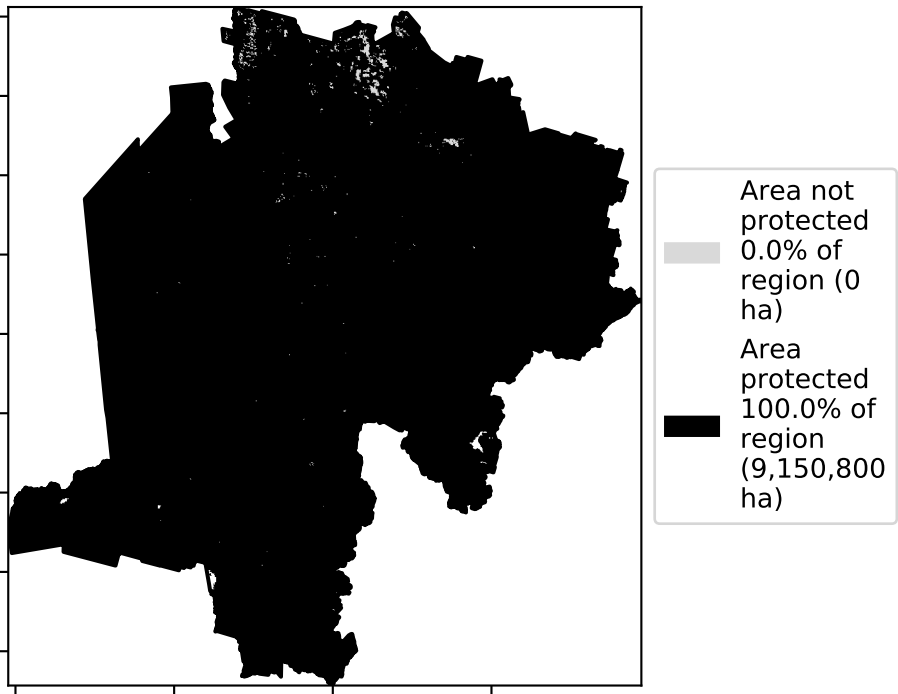 Area not
protected
0.0% of
region (0
ha)
Area
protected
100.0% of
region
(9,150,800
ha)